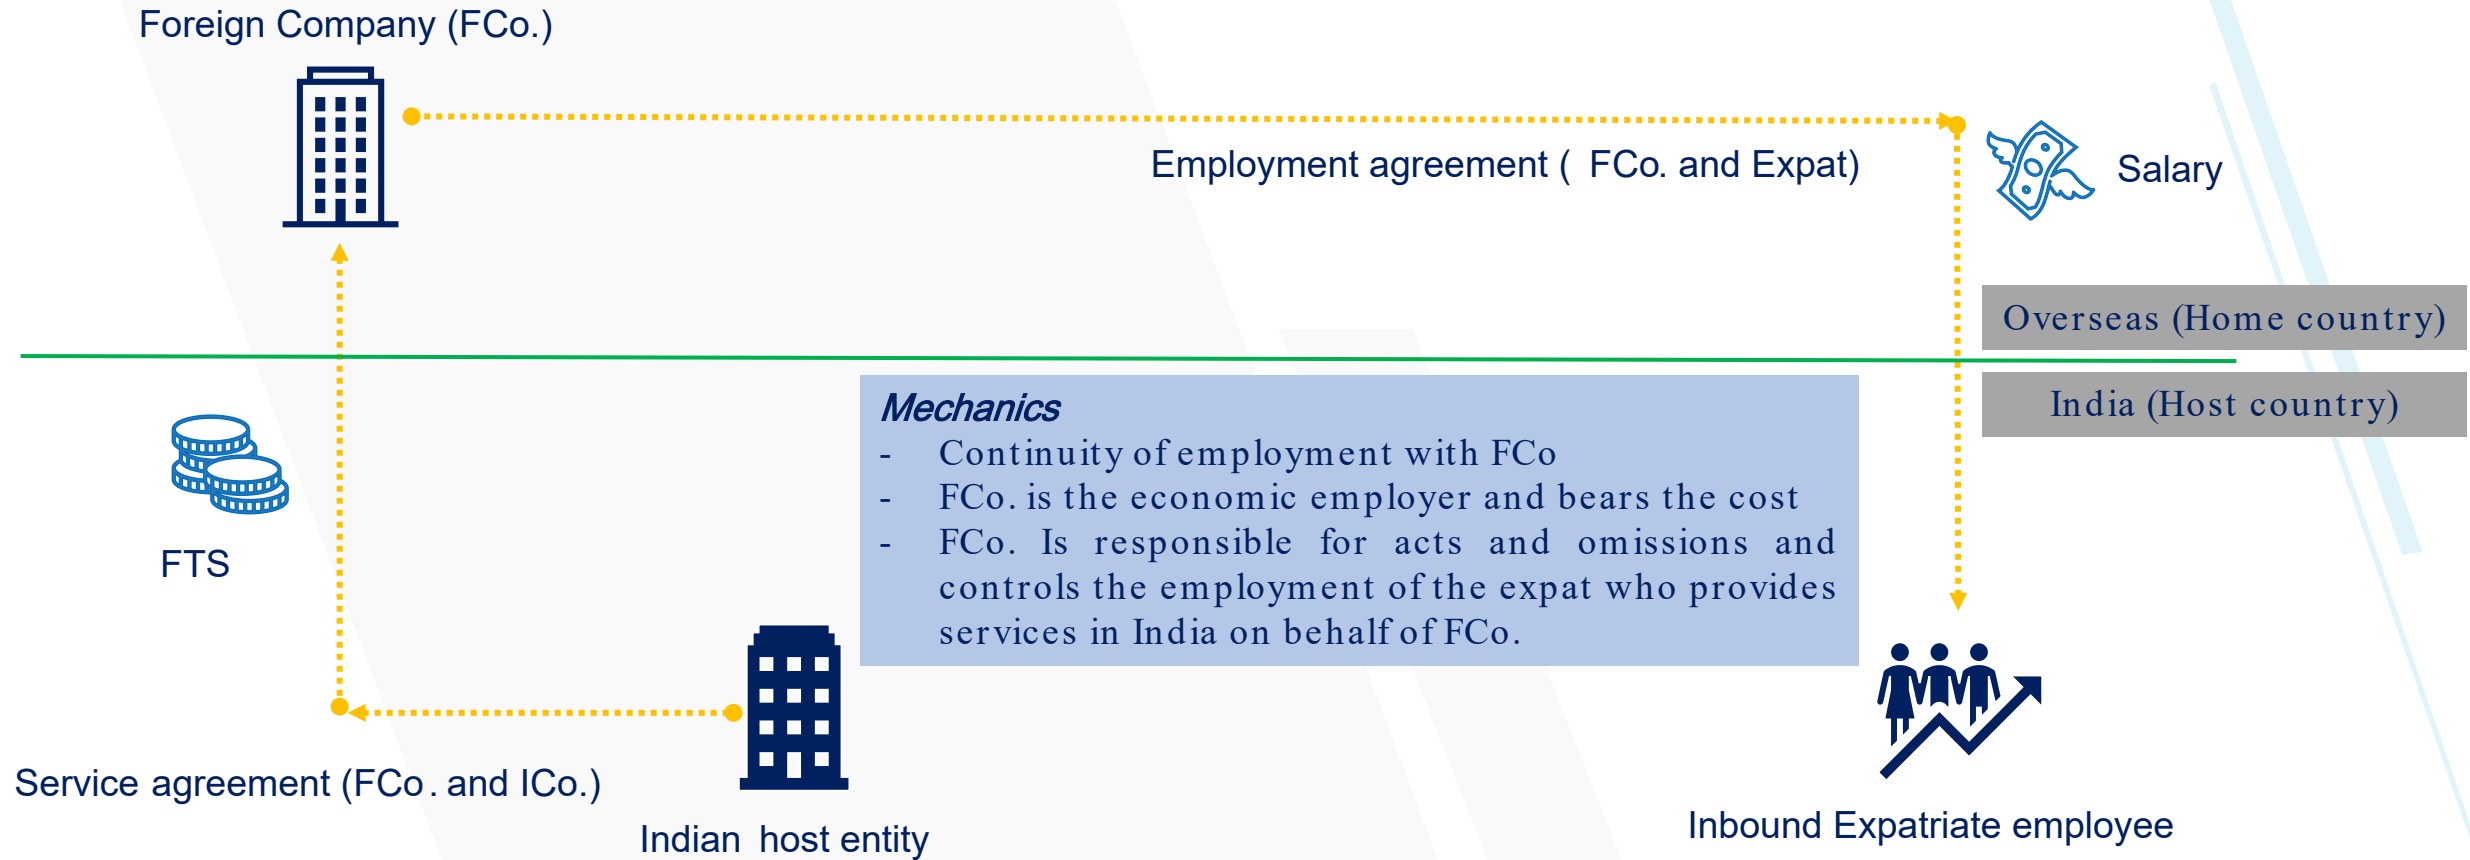 Foreign Company (FCo.)
Employment agreement ( FCo. and Expat)
Salary
Overseas (Home country)
India (Host country)
Mechanics
- Continuity of employment with FCo
- FCo. is the economic employer and bears the cost
- FCo. Is responsible for acts and omissions and
controls the employment of the expat who provides
services in India on behalf of FCo.
FTS
Service agreement (FCo. and ICo.)
Indian host entity
Inbound Expatriate employee